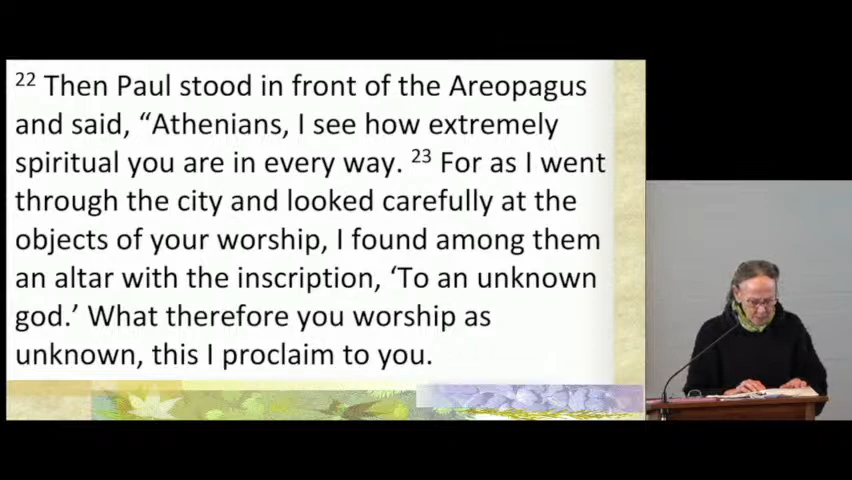 22 Then Paul stood in front of the Areopagus
and said, “Athenians, I see how extremely
spiritual you are in every way. 23 For as I went
through the city and looked carefully at the
objects of your worship, I found among them
an altar with the inscription, ‘To an unknown
god.’ What therefore you worship as
unknown, this I proclaim to you.